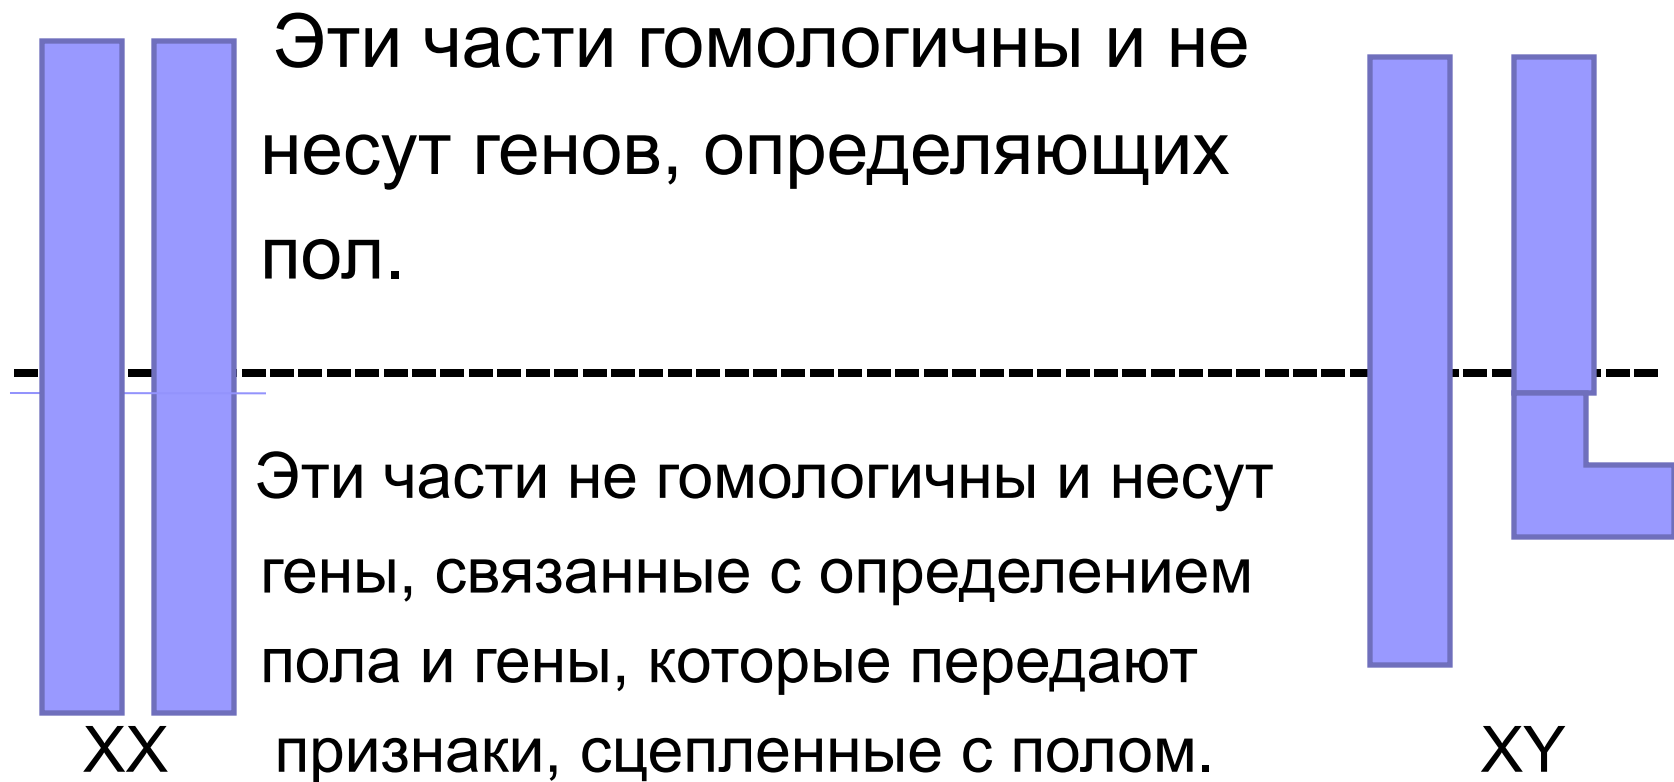 Эти части гомологичны и не
несут генов, определяющих
пол.
Эти части не гомологичны и несут
гены, связанные с определением
пола и гены, которые передают
признаки, сцепленные с полом.
XX
XY